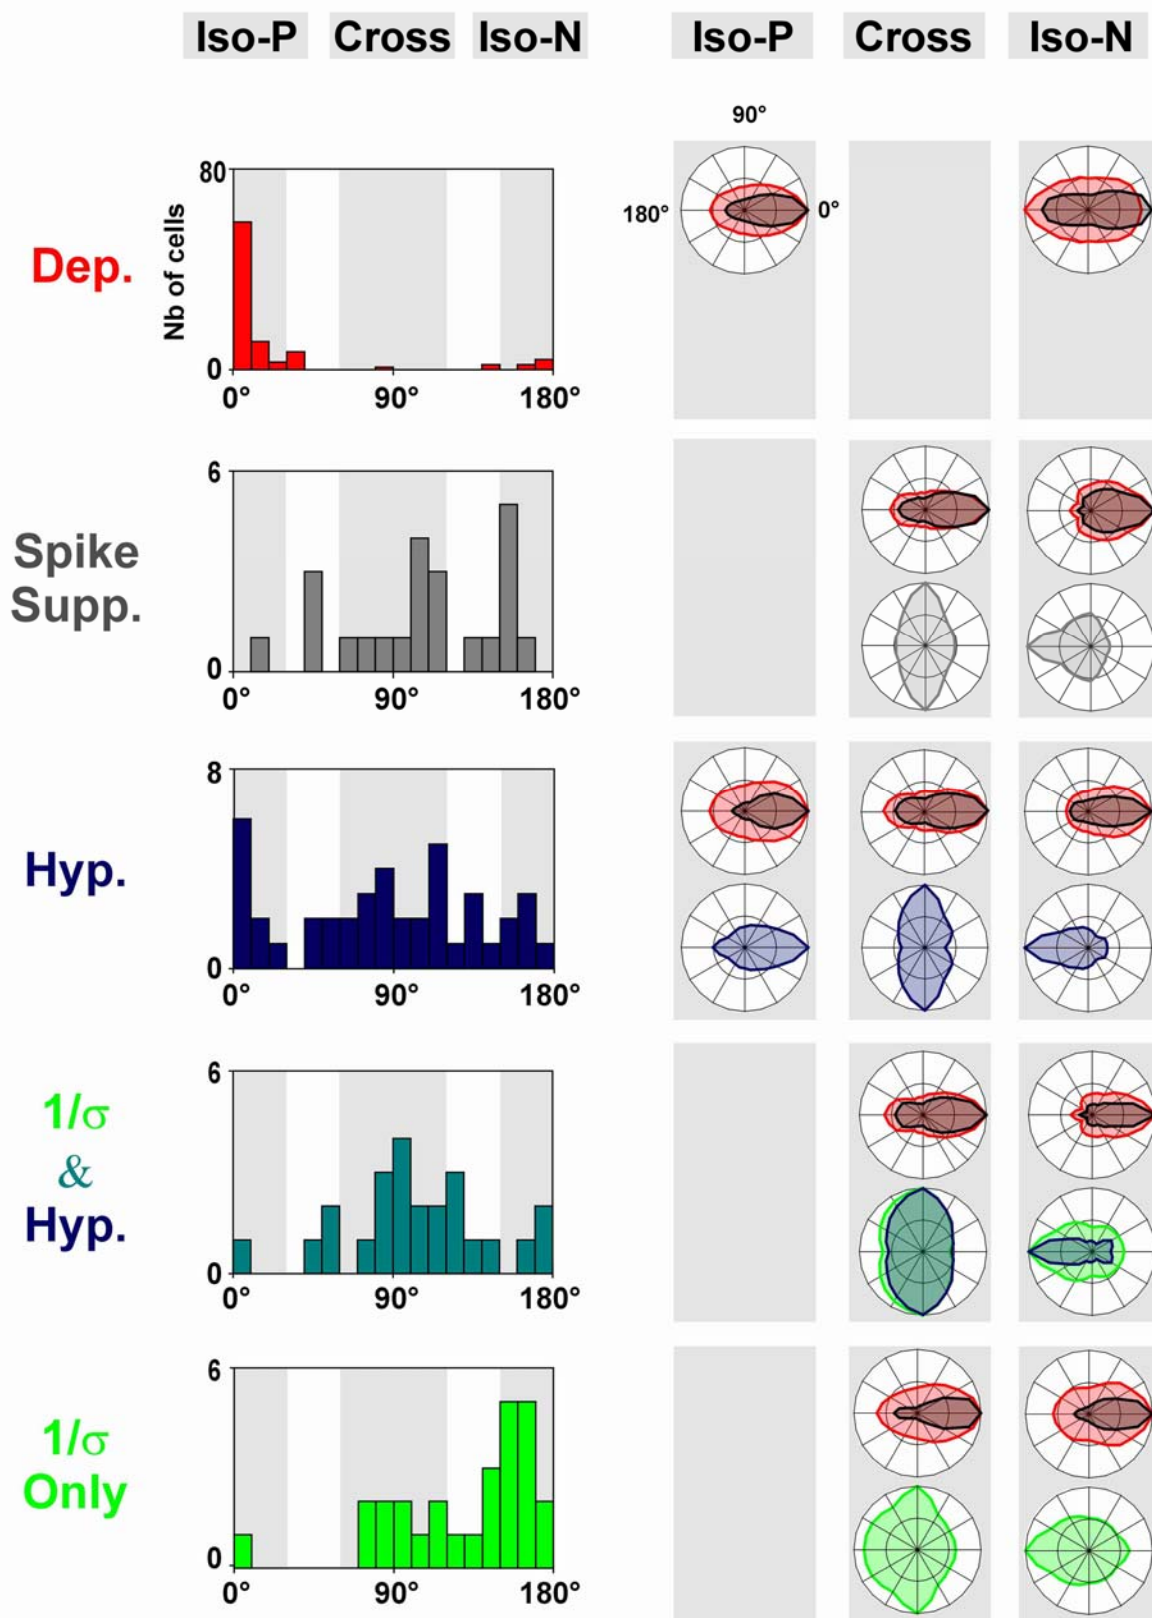 Iso-P Cross Iso-N Iso-P Cross Iso-N
90°
180° 0°
Dep.
Nb of cells
80
0
0° 90° 180°
Spike
Supp.
6
0
0° 90° 180°
Hyp.
8
0
0° 90° 180°
1/σ
&
Hyp.
6
0
0° 90° 180°
1/σ
Only
6
0
0° 90° 180°